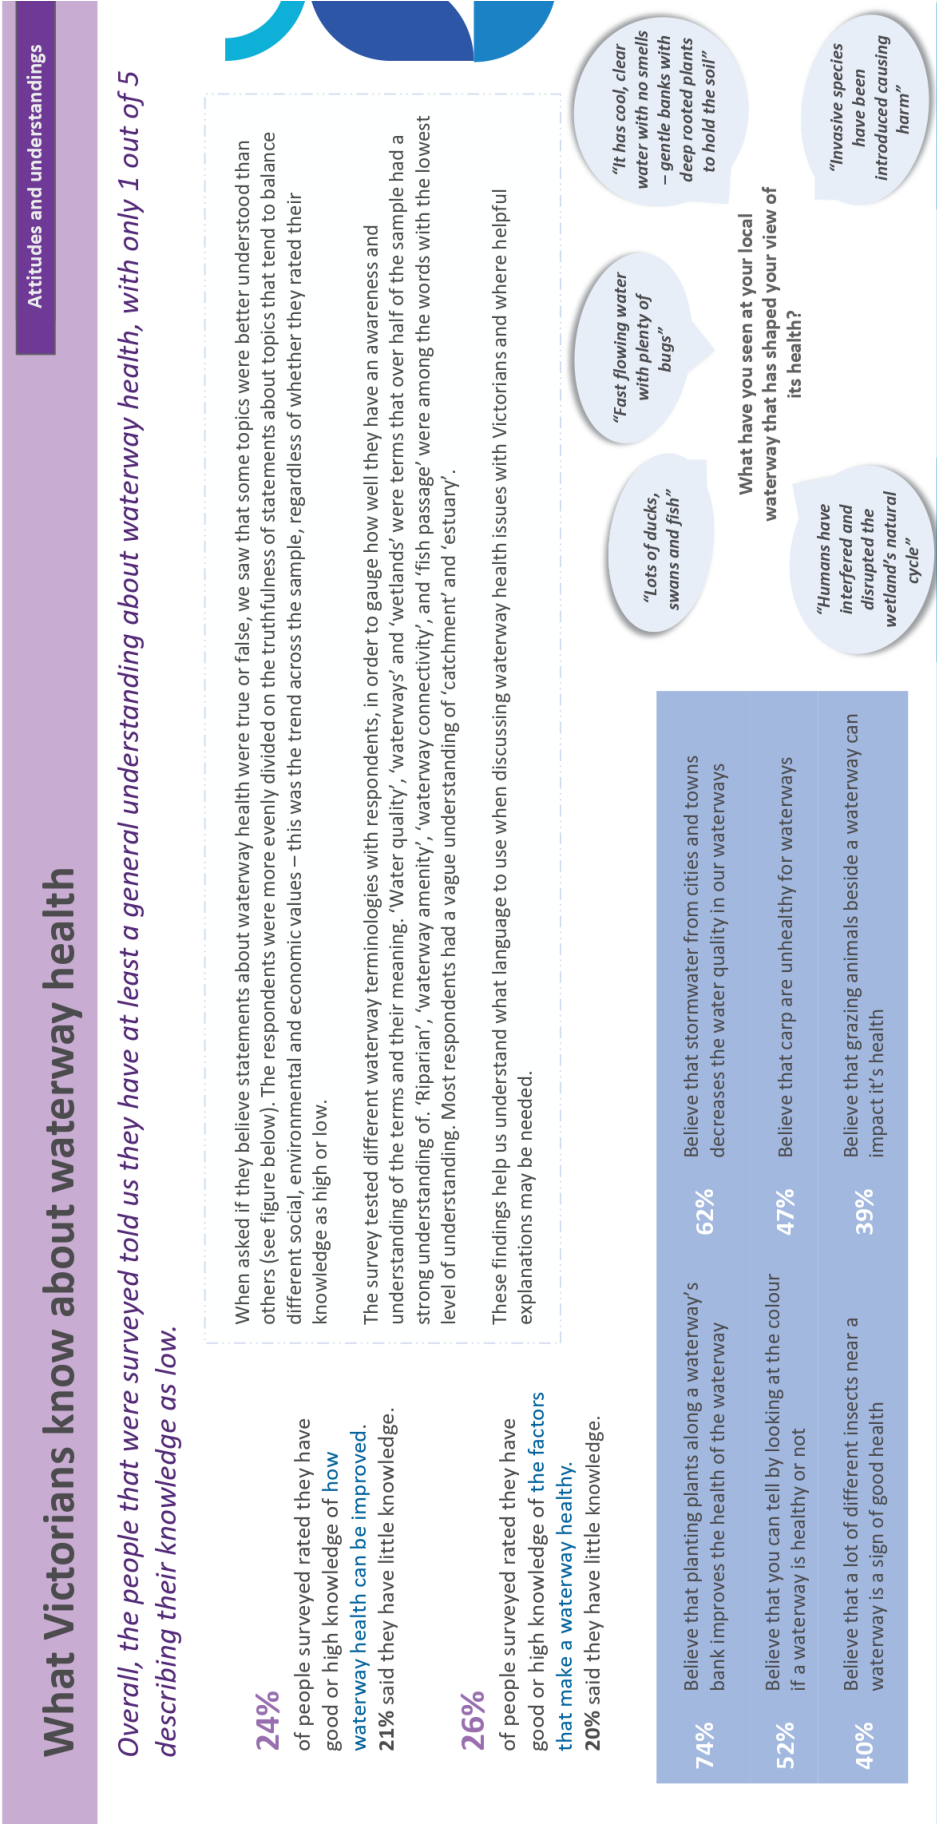 Attitudes and understandings
What Victorians know about waterway health
Overall, the people that were surveyed told us they have at least a general understanding about waterway health, with only 1 out of 5
describing their knowledge as low.
24%
of people surveyed rated they have
good or high knowledge of how
waterway health can be improved.
21% said they have little knowledge.
26%
of people surveyed rated they have
good or high knowledge of the factors
that make a waterway healthy.
20% said they have little knowledge.
When asked if they believe statements about waterway health were true or false, we saw that some topics were better understood than
others (see figure below). The respondents were more evenly divided on the truthfulness of statements about topics that tend to balance
different social, environmental and economic values – this was the trend across the sample, regardless of whether they rated their
knowledge as high or low.
The survey tested different waterway terminologies with respondents, in order to gauge how well they have an awareness and
understanding of the terms and their meaning. ‘Water quality’, ‘waterways’ and ‘wetlands’ were terms that over half of the sample had a
strong understanding of. ‘Riparian’, ‘waterway amenity’, ‘waterway connectivity’, and ‘fish passage’ were among the words with the lowest
level of understanding. Most respondents had a vague understanding of ‘catchment’ and ‘estuary’.
These findings help us understand what language to use when discussing waterway health issues with Victorians and where helpful
explanations may be needed.
74%
Believe that planting plants along a waterway’s
bank improves the health of the waterway
62%
Believe that stormwater from cities and towns
decreases the water quality in our waterways
52%
Believe that you can tell by looking at the colour
if a waterway is healthy or not
47%
Believe that carp are unhealthy for waterways
40%
Believe that a lot of different insects near a
waterway is a sign of good health
39%
Believe that grazing animals beside a waterway can
impact it’s health
“Lots of ducks,
swans and fish”
“Fast flowing water
with plenty of
bugs”
“It has cool, clear
water with no smells
– gentle banks with
deep rooted plants
to hold the soil”
What have you seen at your local
waterway that has shaped your view of
its health?
“Humans have
interfered and
disrupted the
wetland’s natural
cycle”
“Invasive species
have been
introduced causing
harm”